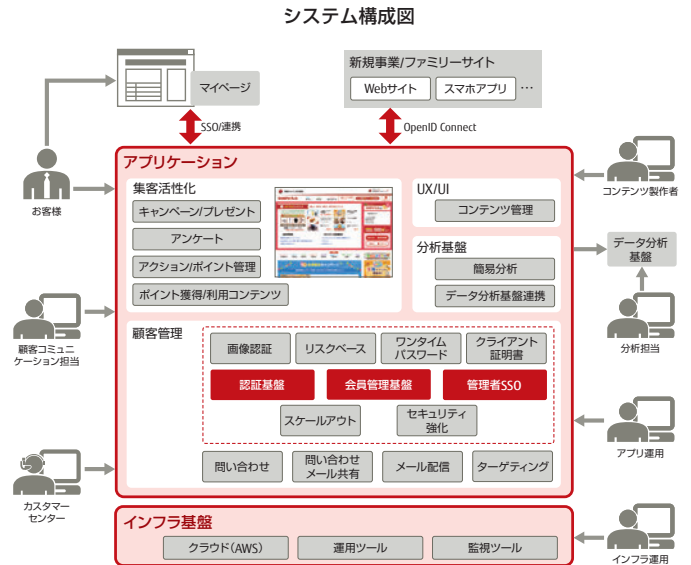 システム構成図
マイページ
新規事業/ファミリーサイト
Webサイト
スマホアプリ
…
SSO/連携
OpenID Connect
お客様
アプリケーション
コンテンツ製作者
集客活性化
キャンペーン/プレゼント
アンケート
アクション/ポイント管理
ポイント獲得/利用コンテンツ
UX/UI
コンテンツ管理
分析基盤
簡易分析
データ分析基盤連携
データ分析
基盤
分析担当
顧客コミュニ
ケーション担当
顧客管理
画像認証
リスクベース
ワンタイム
パスワード
クライアント
証明書
認証基盤
会員管理基盤
管理者SSO
スケールアウト
セキュリティ
強化
アプリ運用
問い合わせ
問い合わせ
メール共有
メール配信
ターゲティング
カスタマー
センター
インフラ基盤
クラウド(AWS)
運用ツール
監視ツール
インフラ運用